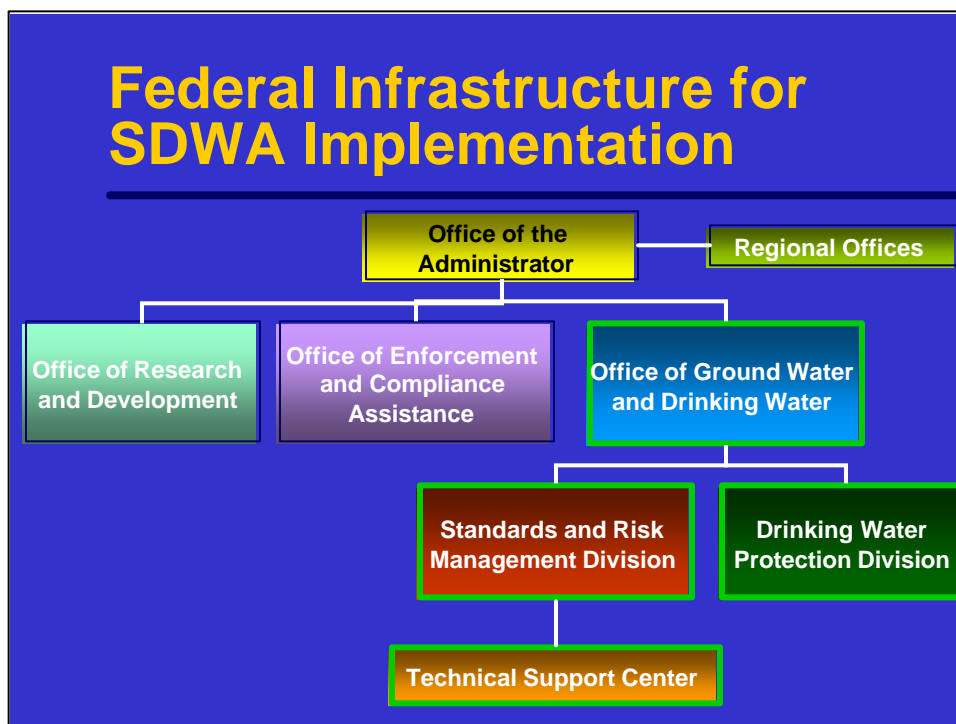 Federal Infrastructure for
SDWA Implementation
Office of the
Administrator
Regional Offices
Office of Research
and Development
Office of Enforcement
and Compliance
Assistance
Office of Ground Water
and Drinking Water
Standards and Risk
Management Division
Drinking Water
Protection Division
Technical Support Center